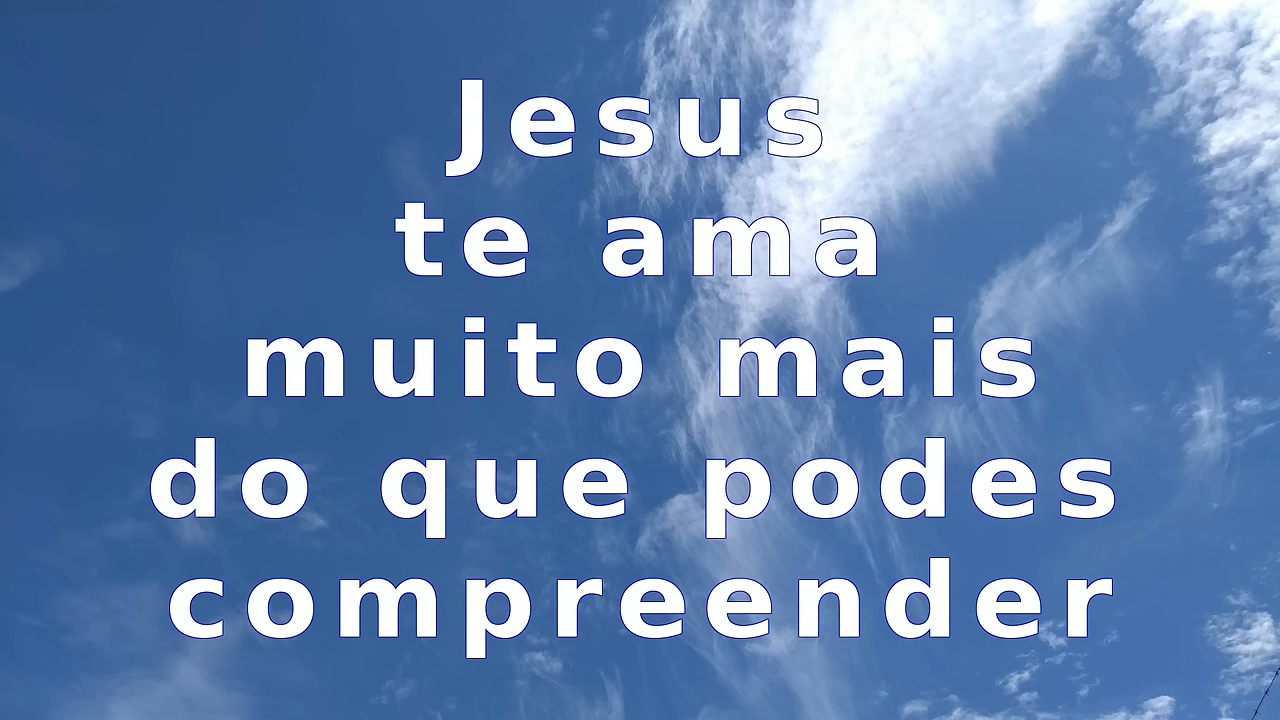 Jesus
te ama
muito mais
do que podes
compreender